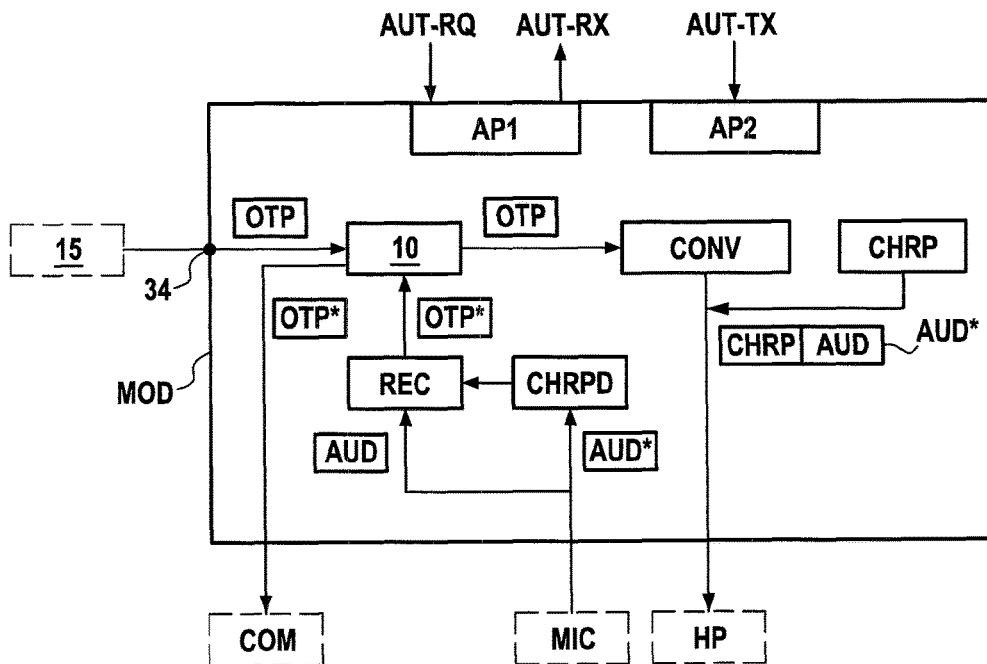 AUT-RQ AUT-RX AUT-TX
AP1 AP2
OTP OTP
15 10 CONV CHRP
34
OTP* OTP*
CHRP AUD AUD*
MOD
REC CHRPD
AUD AUD*
COM MIC HP